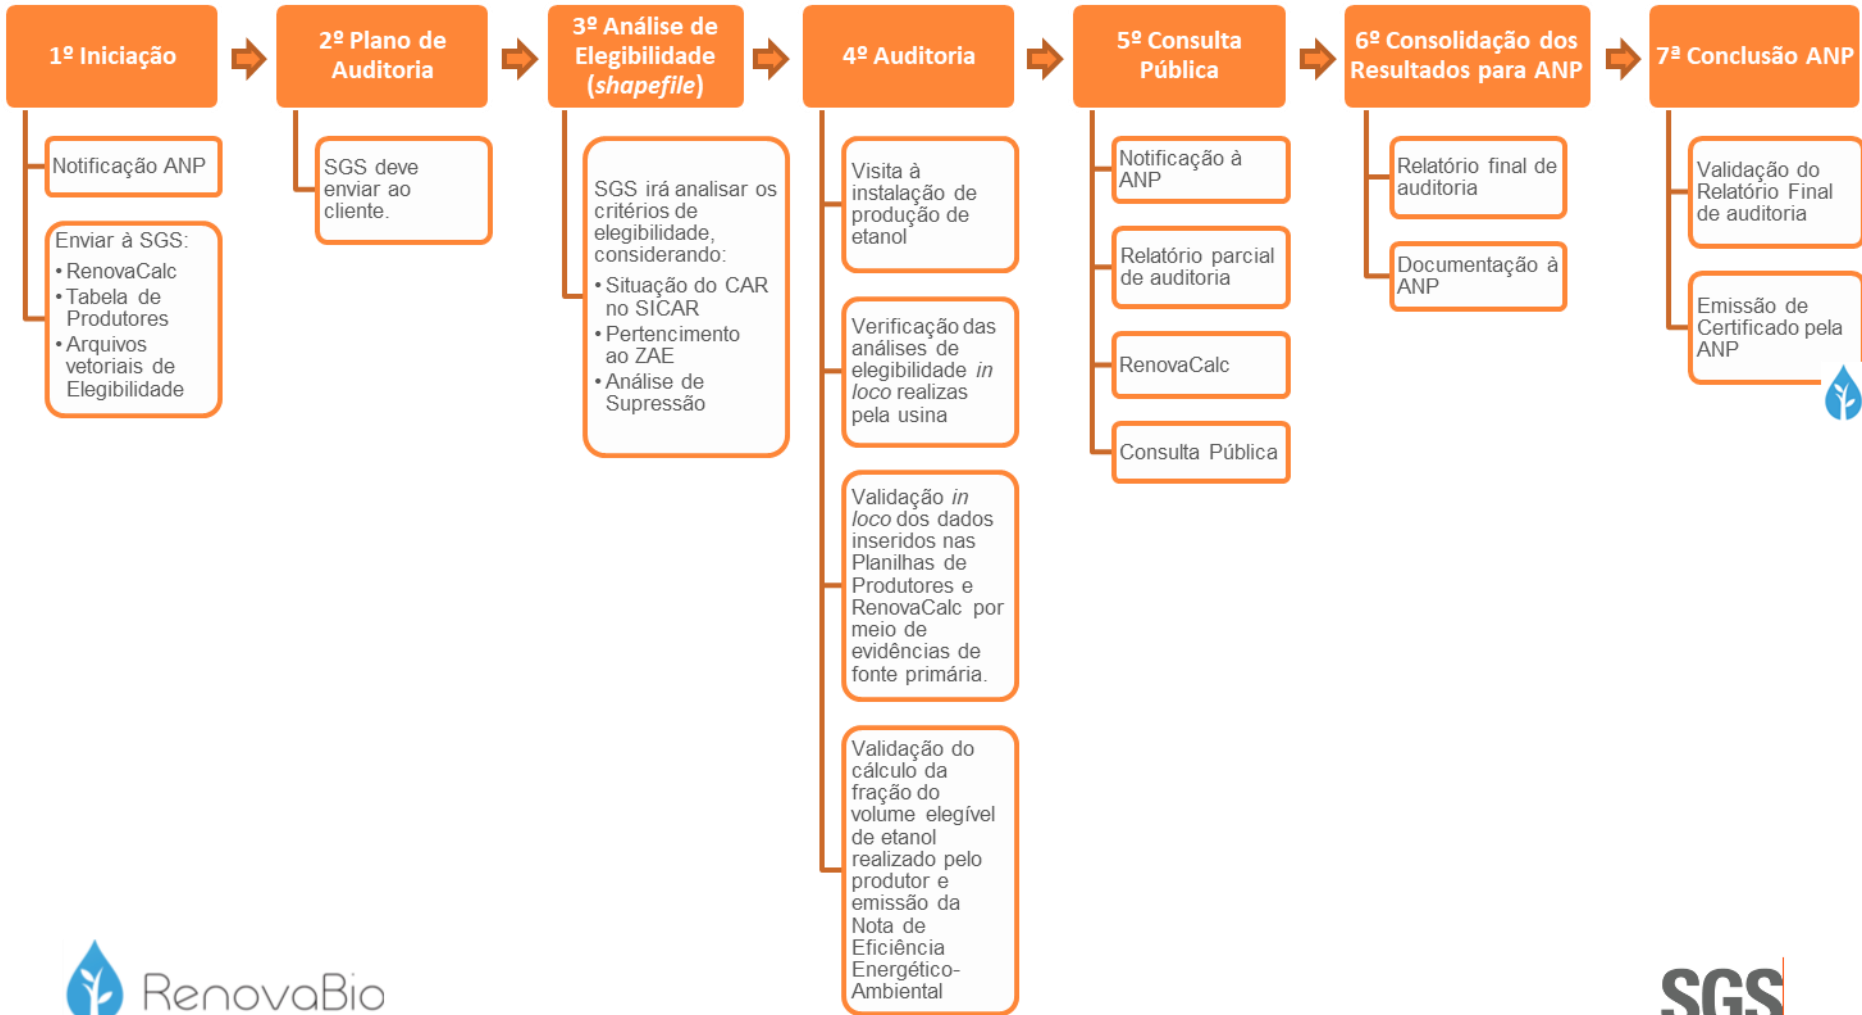 1º Iniciação
Notificação ANP
Enviar à SGS:
• RenovaCalc
• Tabela de
Produtores
• Arquivos
vetoriais de
Elegibilidade
2º Plano de
Auditoria
SGS deve
enviar ao
cliente.
3º Análise de
Elegibilidade
(shapefile)
SGS irá analisar os
critérios de
elegibilidade,
considerando:
• Situação do CAR
no SICAR
• Pertencimento
ao ZAE
• Análise de
Supressão
4º Auditoria
Visita à
instalação de
produção de
etanol
Verificação das
análises de
elegibilidade in
loco realizas
pela usina
Validação in
loco dos dados
inseridos nas
Planilhas de
Produtores e
RenovaCalc por
meio de
evidências de
fonte primária.
Validação do
cálculo da
fração do
volume elegível
de etanol
realizado pelo
produtor e
emissão da
Nota de
Eficiência
Energético-
Ambiental
5º Consulta
Pública
Notificação à
ANP
Relatório parcial
de auditoria
RenovaCalc
Consulta Pública
6º Consolidação dos
Resultados para ANP
Relatório final de
auditoria
Documentação à
ANP
7ª Conclusão ANP
Validação do
Relatório Final
de auditoria
Emissão de
Certificado pela
ANP
RenovaBio
SGS